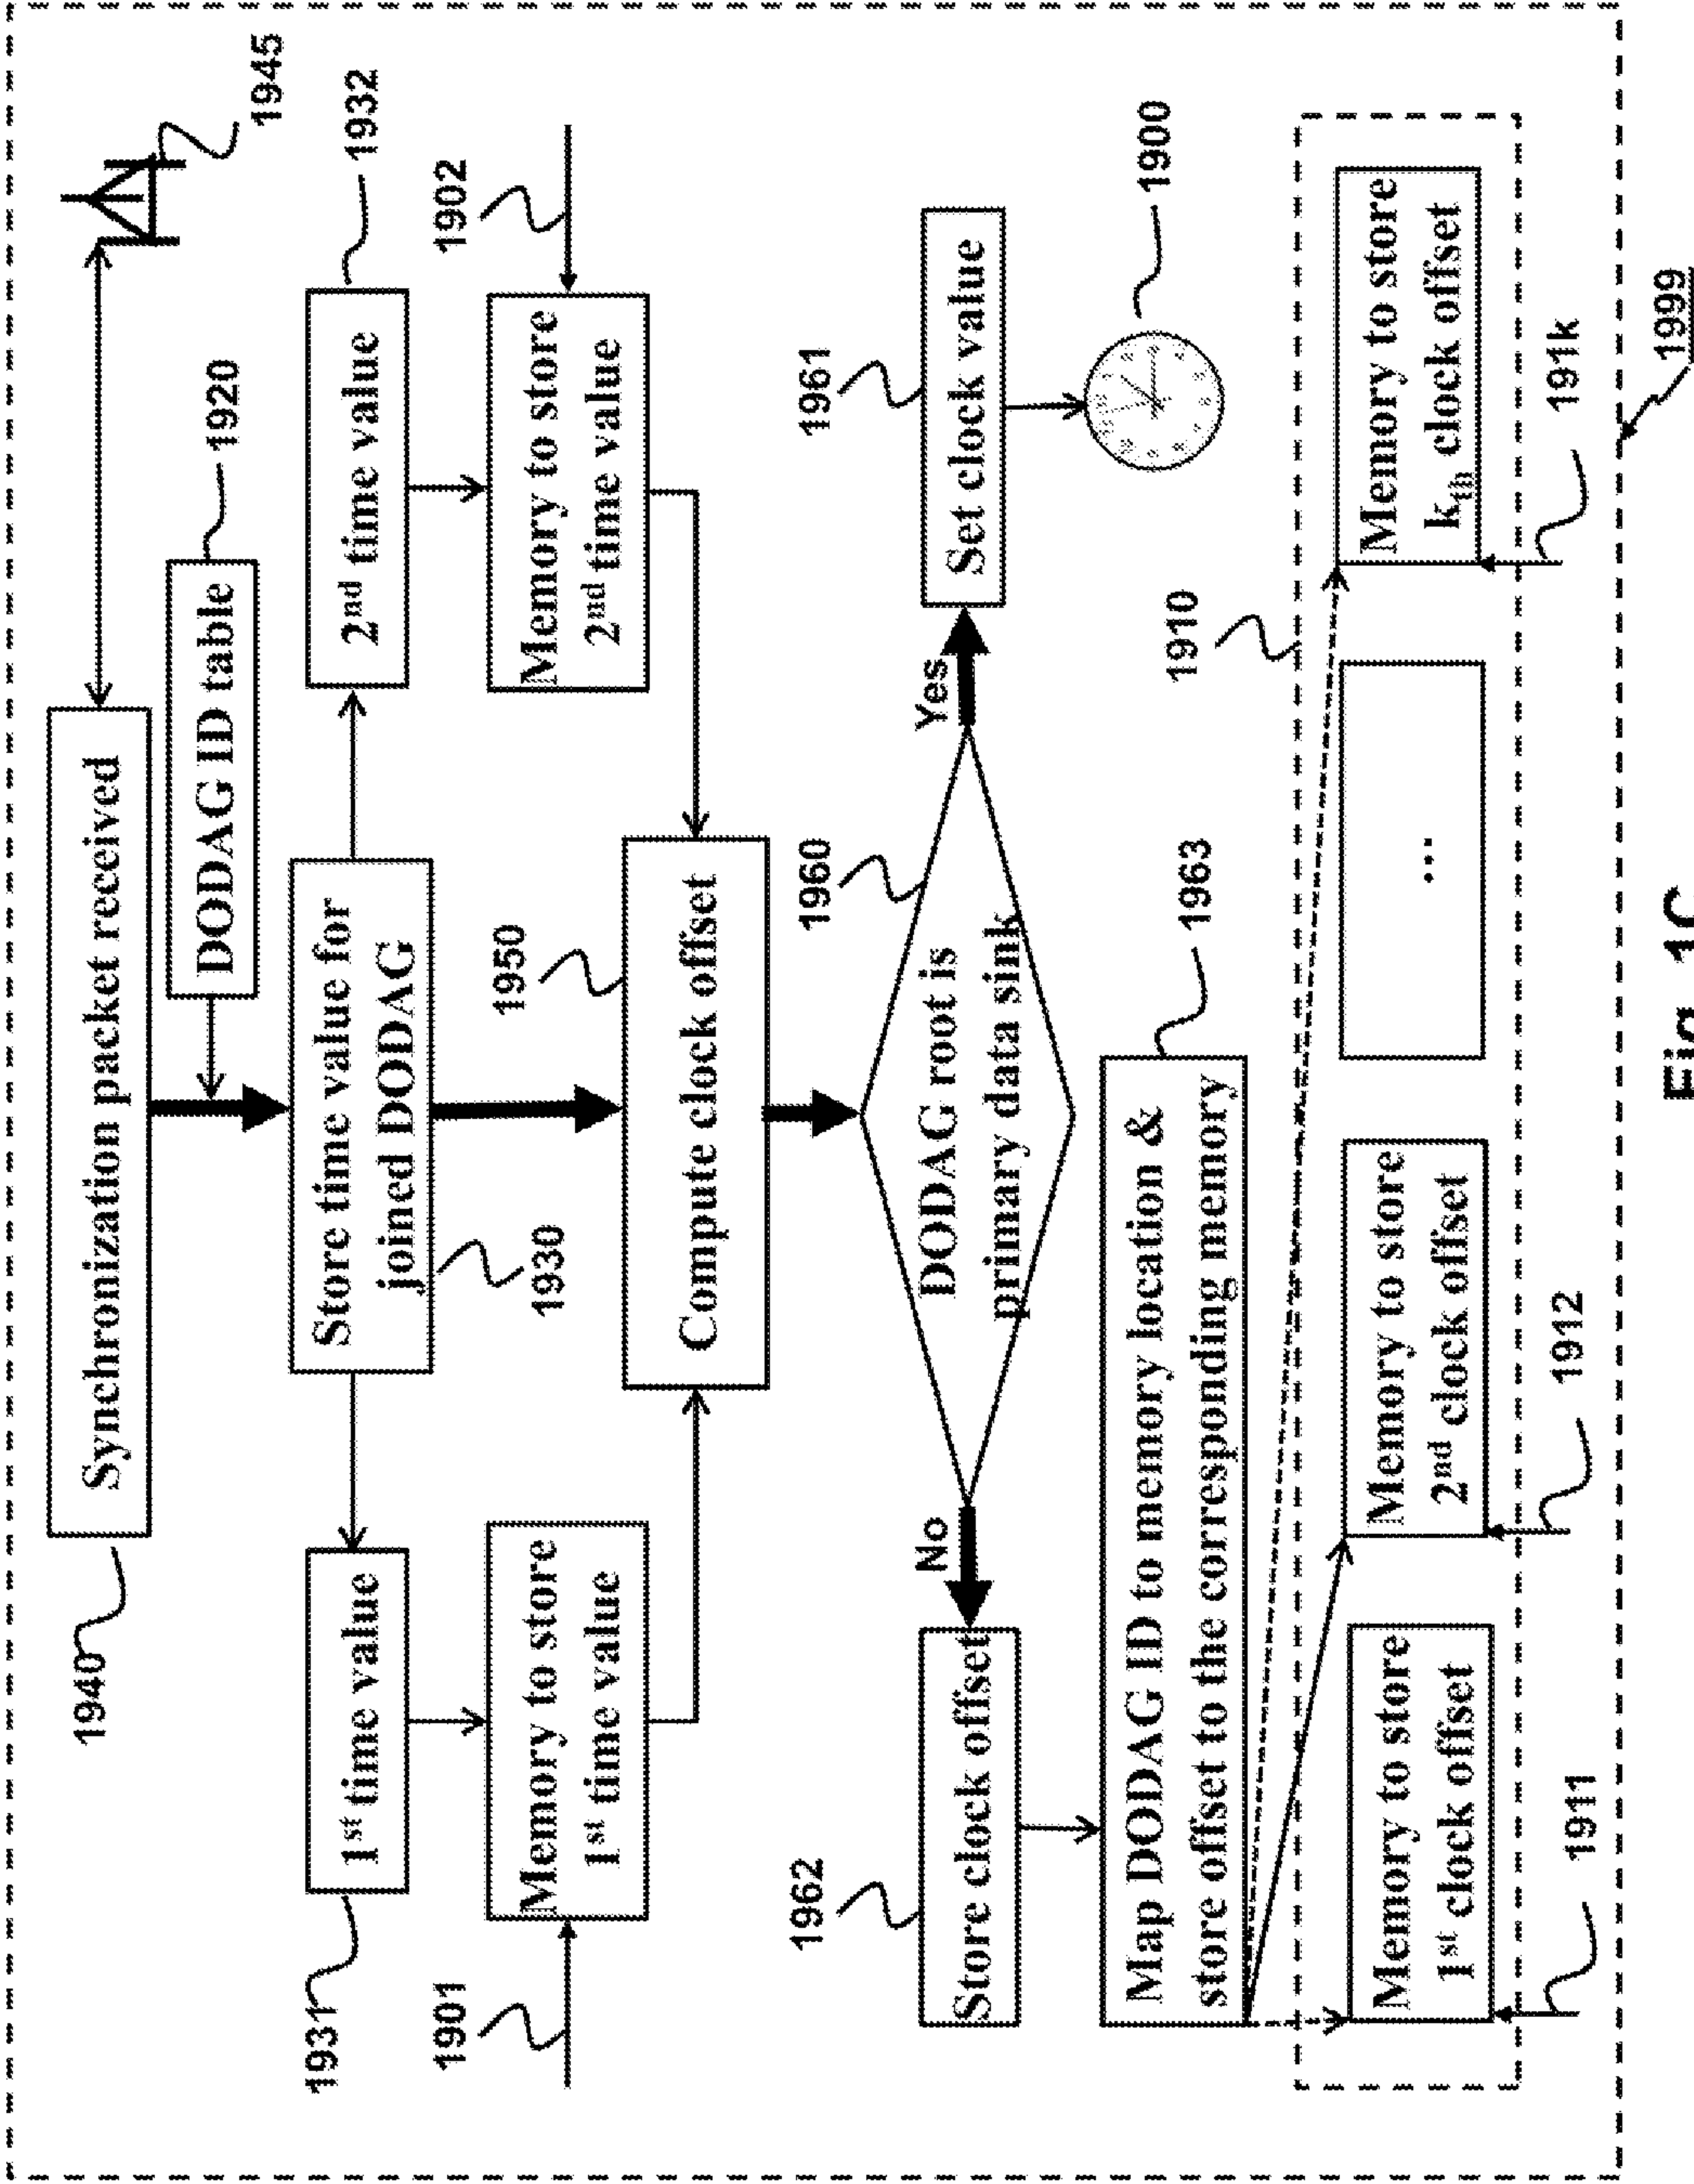 1945
Synchronization packet received
1940
DODAG ID table
1920
1932
1st time value
Store time value for
joined DODAG
2nd time value
1931
1930
1902
1901
Memory to store
1st time value
Memory to store
2nd time value
1950
Compute clock offset
1960
1961
1962
No
Yes
Store clock offset
DODAG root is
primary data sink
Set clock value
1900
1963
Map DODAG ID to memory location &
store offset to the corresponding memory
1910
Memory to store
1st clock offset
Memory to store
2nd clock offset
...
Memory to store
kth clock offset
1911
1912
191k
1999
Fig. 1C